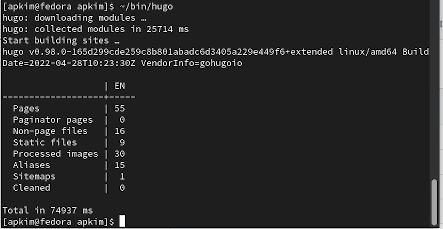 [apkim@fedora apkim]$ ~/bin/hugo
hugo: downloading modules …
hugo: collected modules in 25714 ms
Start building sites …
hugo v0.98.0-165d299cde259c8b801abadc6d3405a229e449f6+extended linux/amd64 Build
Date=2022-04-28T10:23:30Z VendorInfo=gohugoio
| EN
-------------------+-----
Pages | 55
Paginator pages | 0
Non-page files | 16
Static files | 9
Processed images | 30
Aliases | 15
Sitemaps | 1
Cleaned | 0
Total in 74937 ms
[apkim@fedora apkim]$